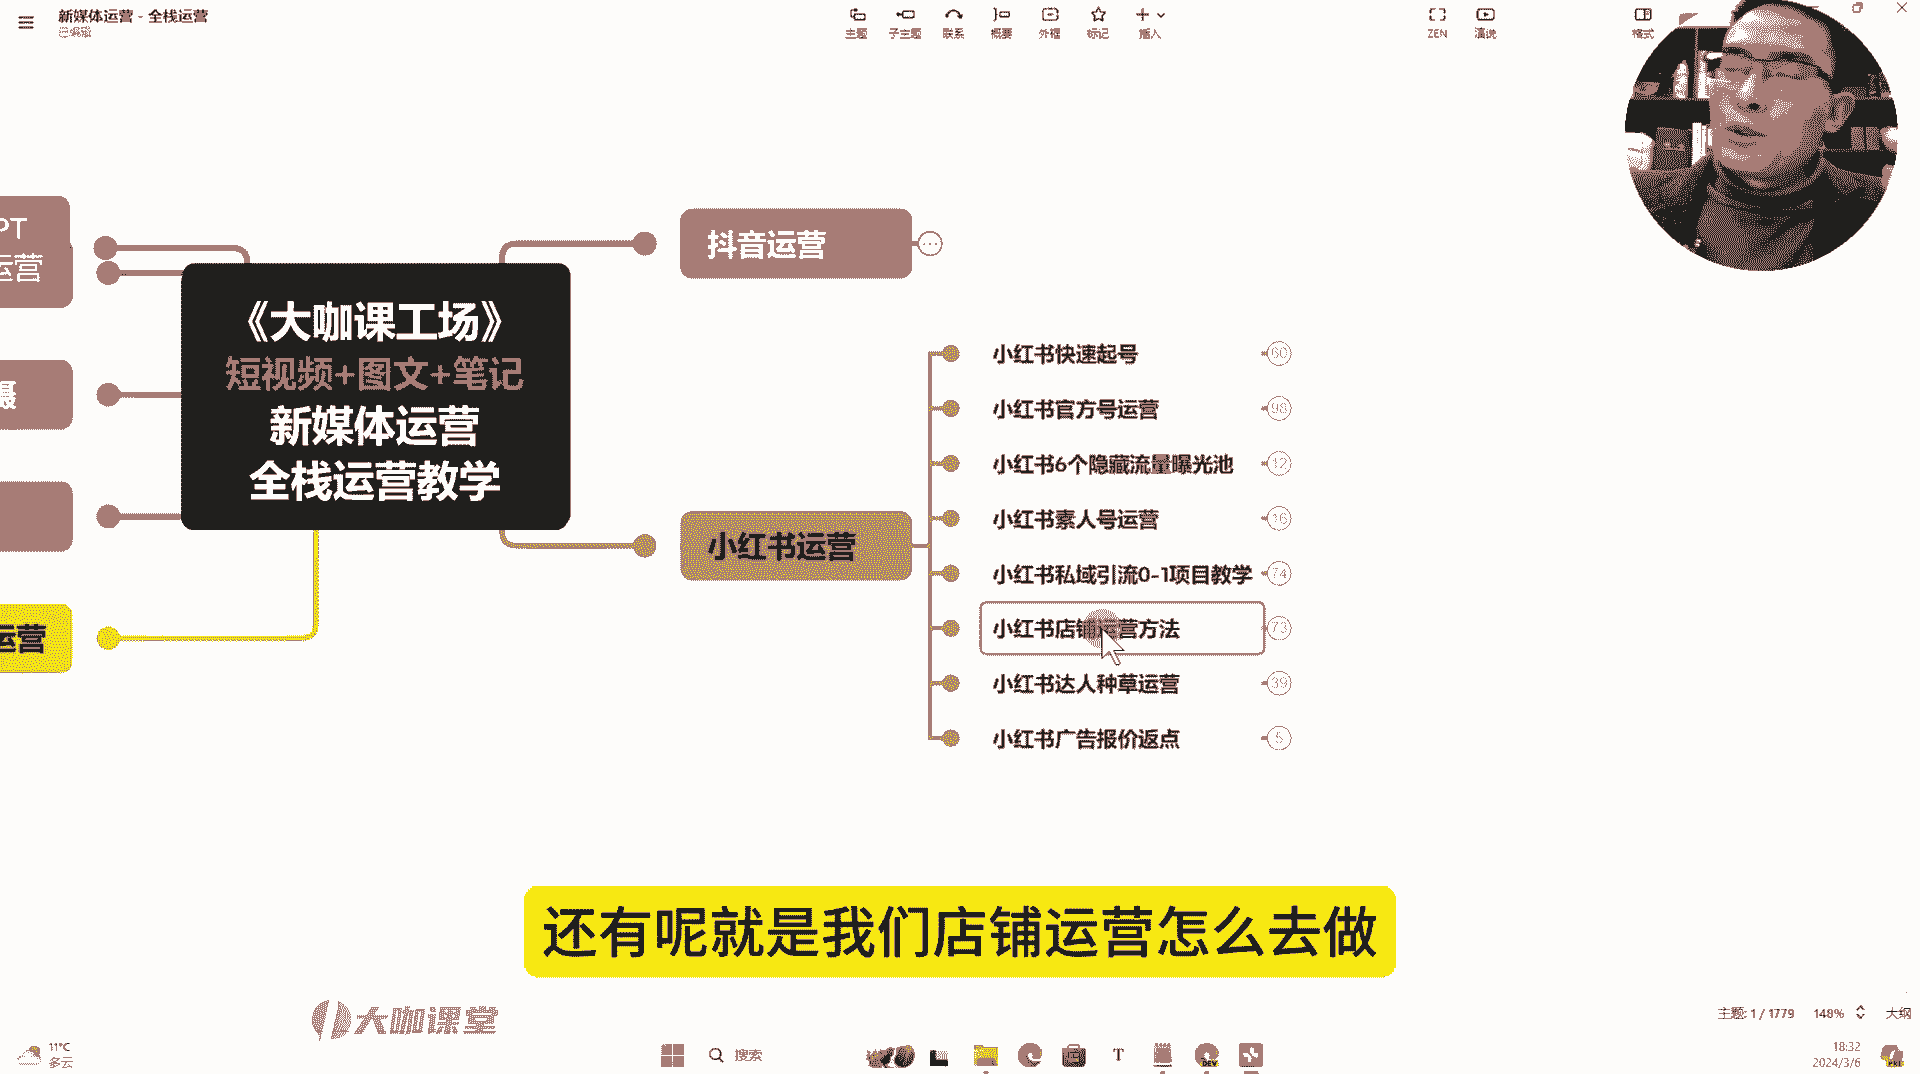 新媒体运营 - 全栈运营
已编辑
主题
子主题
联系
概要
外框
标记
插入
ZEN
演说
格式
PT
运营
摄
运营
《大咖课工场》
短视频+图文+笔记
新媒体运营
全栈运营教学
抖音运营
小红书运营
小红书快速起号
60
小红书官方号运营
98
小红书6个隐藏流量曝光池
12
小红书素人号运营
16
小红书私域引流0-1项目教学
74
小红书店铺运营方法
73
小红书达人种草运营
39
小红书广告报价返点
5
还有呢就是我们店铺运营怎么去做
大咖课堂
主题: 1 / 1779
148%
大纲
11°C
多云
搜索
T
DEV
18:32
2024/3/6